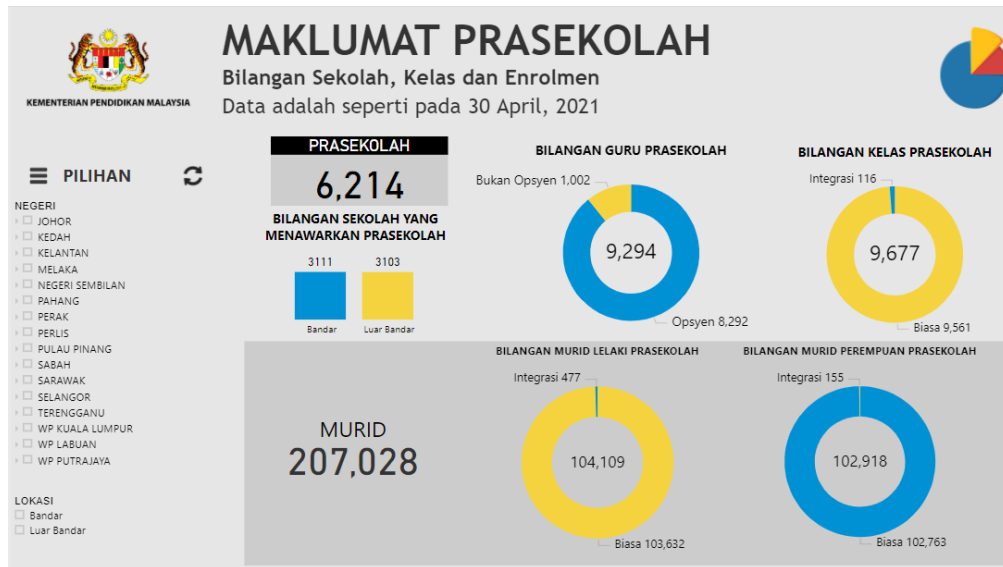 KEMENTERIAN PENDIDIKAN MALAYSIA
MAKLUMAT PRASEKOLAH
Bilangan Sekolah, Kelas dan Enrolmen
Data adalah seperti pada 30 April, 2021
PILIHAN
NEGERI
JOHOR
KEDAH
KELANTAN
MELAKA
NEGERI SEMBILAN
PAHANG
PERAK
PERLIS
PULAU PINANG
SABAH
SARAWAK
SELANGOR
TERENGGANU
WP KUALA LUMPUR
WP LABUAN
WP PUTRAJAYA
LOKASI
Bandar
Luar Bandar
PRASEKOLAH
6,214
BILANGAN SEKOLAH YANG
MENAWARKAN PRASEKOLAH
3111 3103
Bandar Luar Bandar
BILANGAN GURU PRASEKOLAH
Bukan Opsyen 1,002
9,294
Opsyen 8,292
BILANGAN KELAS PRASEKOLAH
Integrasi 116
9,677
Biasa 9,561
MURID
207,028
BILANGAN MURID LELAKI PRASEKOLAH
Integrasi 477
104,109
Biasa 103,632
BILANGAN MURID PEREMPUAN PRASEKOLAH
Integrasi 155
102,918
Biasa 102,763